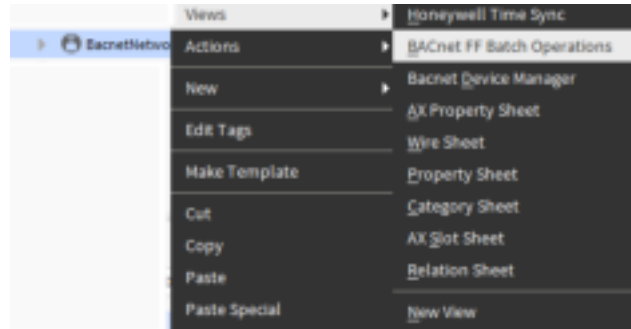 BacnetNetwo
Views
Actions
New
Edit Tags
Make Template
Cut
Copy
Paste
Paste Special
Honeywell Time Sync
BACnet FF Batch Operations
Bacnet Device Manager
AX Property Sheet
Wire Sheet
Property Sheet
Category Sheet
AX Slot Sheet
Relation Sheet
New View